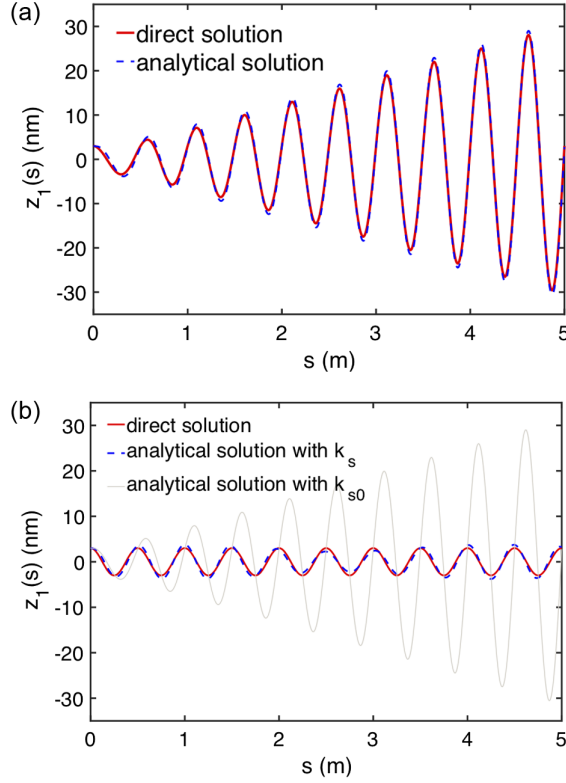 (a)
direct solution
analytical solution
z1(s) (nm)
30
20
10
0
-10
-20
-30
0 1 2 3 4 5
s (m)
(b)
direct solution
analytical solution with ks
analytical solution with ks0
z1(s) (nm)
30
20
10
0
-10
-20
-30
0 1 2 3 4 5
s (m)